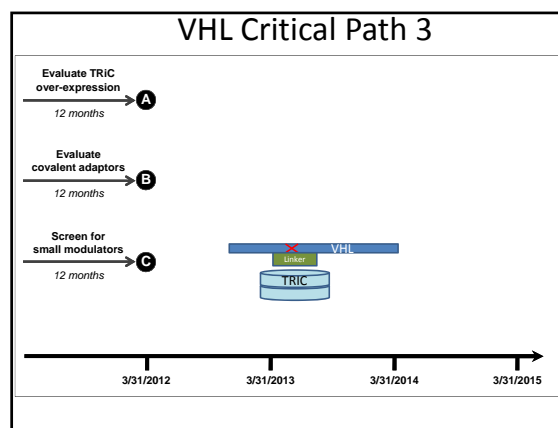 VHL Critical Path 3
Evaluate TRiC
over-expression
A
12 months
Evaluate
covalent adaptors
B
12 months
Screen for
small modulators
C
12 months
VHL
Linker
TRIC
3/31/2012
3/31/2013
3/31/2014
3/31/2015